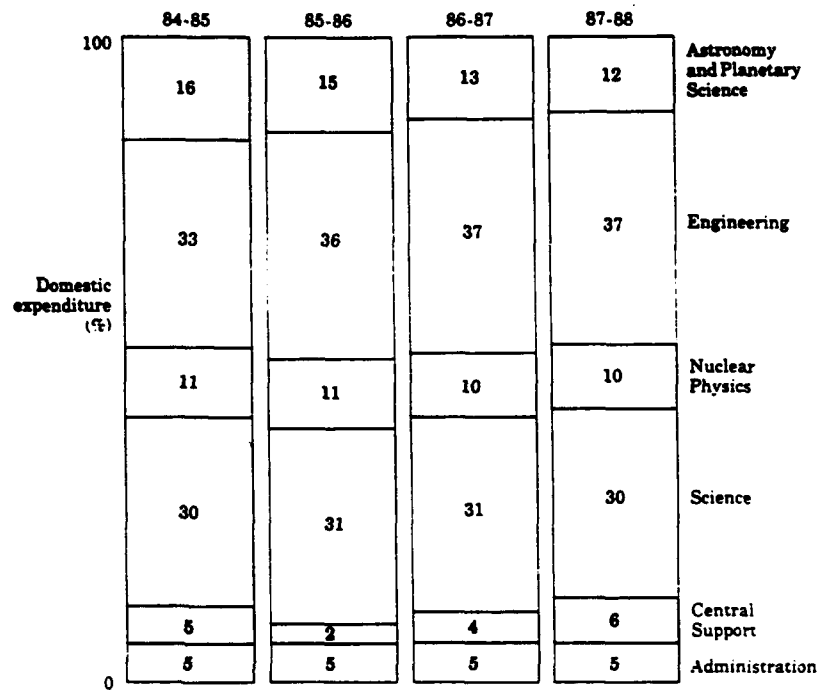 84-85 85-86 86-87 87-88
100
16 15 13 12
Astronomy
and Planetary
Science
33 36 37 37
Engineering
Domestic
expenditure
(%)
11 11 10 10
Nuclear
Physics
30 31 31 30
Science
5 2 4 6
Central
Support
5 5 5 5
Administration
0